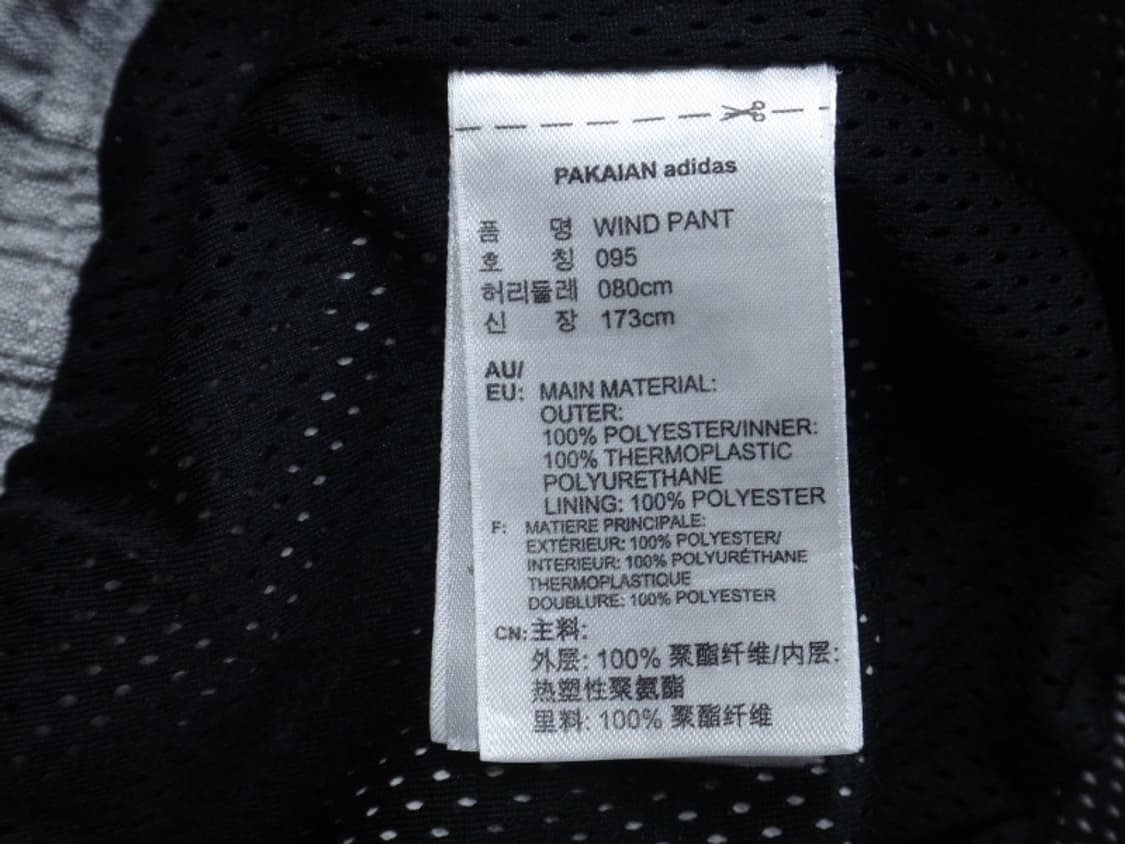 PAKAIAN adidas
품 명 WIND PANT
호 칭 095
허리둘레 080cm
신 장 173cm
AU/
EU: MAIN MATERIAL:
OUTER:
100% POLYESTER/INNER:
100% THERMOPLASTIC
POLYURETHANE
LINING: 100% POLYESTER
F: MATIERE PRINCIPALE:
EXTÉRIEUR: 100% POLYESTER/
INTERIEUR: 100% POLYURÉTHANE
THERMOPLASTIQUE
DOUBLURE: 100% POLYESTER
CN: 主料:
外层: 100% 聚酯纤维/内层:
热塑性聚氨酯
里料: 100% 聚酯纤维